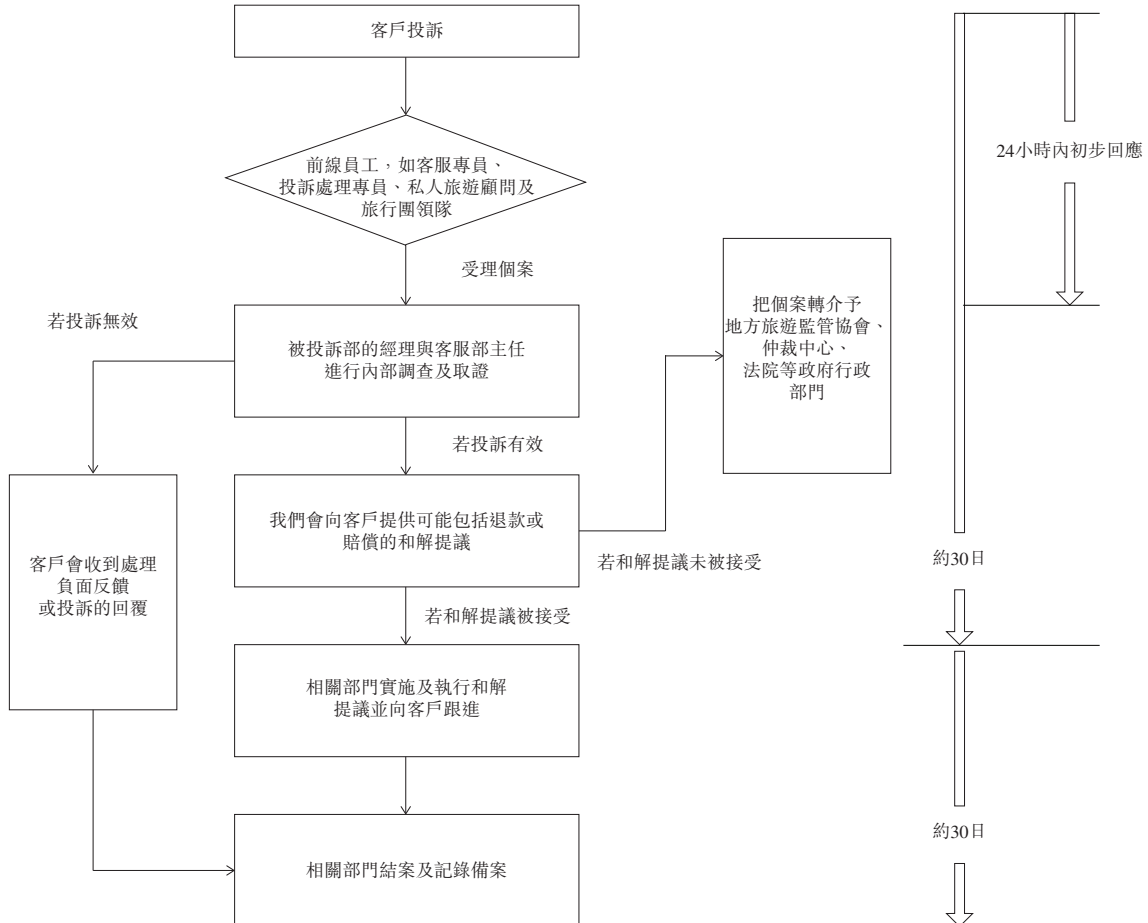 客戶投訴
24小時內初步回應
前線員工，如客服專員、
投訴處理專員、私人旅遊顧問及
旅行團領隊
受理個案
若投訴無效
把個案轉介予
地方旅遊監管協會、
仲裁中心、
法院等政府行政
部門
被投訴部的經理與客服部主任
進行內部調查及取證
若投訴有效
我們會向客戶提供可能包括退款或
賠償的和解提議
若和解提議未被接受
約30日
客戶會收到處理
負面反饋
或投訴的回覆
若和解提議被接受
相關部門實施及執行和解
提議並向客戶跟進
約30日
相關部門結案及記錄備案